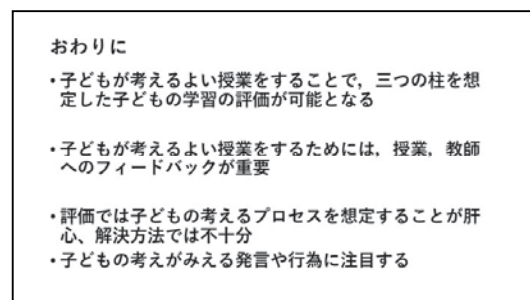 おわりに
・子どもが考えるよい授業をすることで，三つの柱を想
定した子どもの学習の評価が可能となる
・子どもが考えるよい授業をするためには，授業，教師
へのフィードバックが重要
・評価では子どもの考えるプロセスを想定することが肝
心、解決方法では不十分
・子どもの考えがみえる発言や行為に注目する